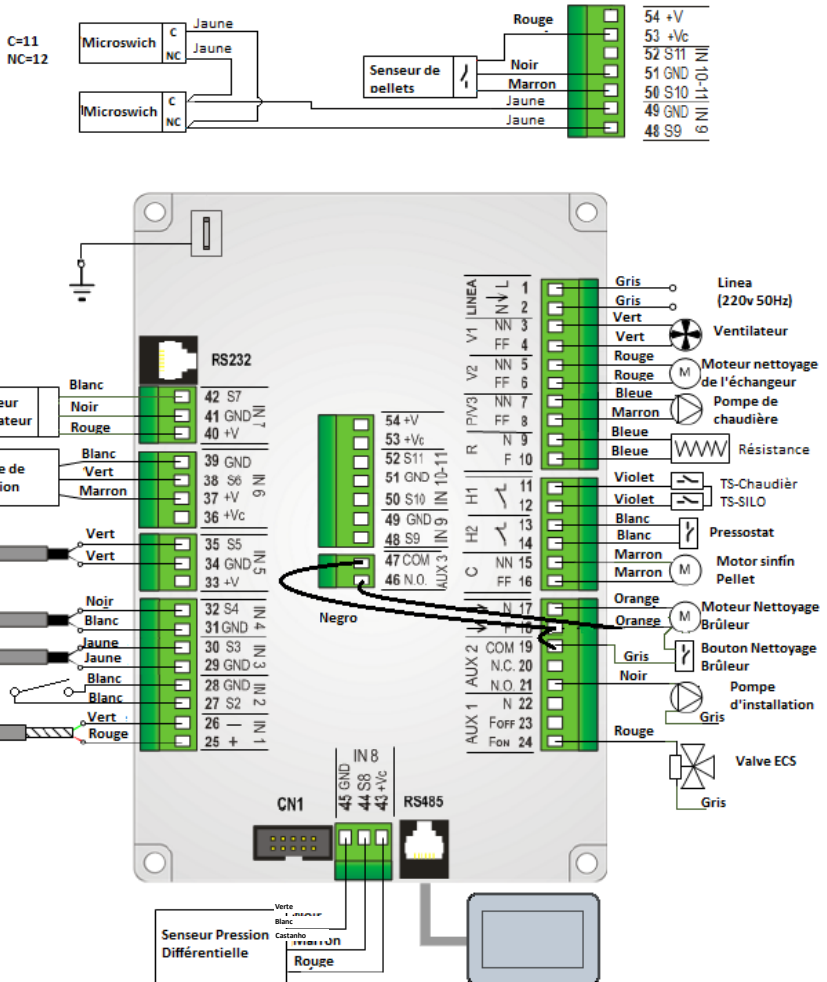 C=11
NC=12
Microswich
C
NC
Jaune
Jaune
Microswich
C
NC
Senseur de
pellets
Rouge
Noir
Marron
Jaune
Jaune
54 +V
53 +Vc
52 S11
51 GND
50 S10
49 GND
48 S9
IN 10-11
IN 9
RS232
Blanc
Noir
Rouge
eur
ateur
42 S7
41 GND
40 +V
IN 7
Blanc
Vert
Marron
e de
ion
39 GND
38 S6
37 +V
36 +Vc
IN 6
Vert
Vert
35 S5
34 GND
33 +V
IN 5
Noir
Blanc
Jaune
Jaune
Blanc
Blanc
Vert
Rouge
32 S4
31 GND
30 S3
29 GND
28 GND
27 S2
26 —
25 +
IN 4
IN 3
IN 2
IN 1
54 +V
53 +Vc
52 S11
51 GND
50 S10
49 GND
48 S9
47 COM
46 N.O.
IN 10-11
IN 9
AUX 3
Negro
LINEA
L 1
N 2
V1
NN 3
FF 4
V2
NN 5
FF 6
P/V3
NN 7
FF 8
R
N 9
F 10
H1
11
12
H2
13
14
C
NN 15
FF 16
N 17
F 18
AUX 2
COM 19
N.C. 20
N.O. 21
AUX 1
N 22
FOFF 23
FON 24
Gris
Gris
Linea
(220v 50Hz)
Vert
Vert
Ventilateur
Rouge
Rouge
M
Moteur nettoyage
de l'échangeur
Bleue
Marron
Pompe de
chaudière
Bleue
Bleue
Résistance
Violet
TS-Chaudièr
Violet
TS-SILO
Blanc
Blanc
Pressostat
Marron
Marron
M
Motor sinfín
Pellet
Orange
Orange
M
Moteur Nettoyage
Brûleur
Gris
Bouton Nettoyage
Brûleur
Noir
Pompe
d'installation
Gris
Rouge
Valve ECS
Gris
IN 8
45 GND
44 S8
43 +Vc
CN1
RS485
Senseur Pression
Différentielle
Verte
Blanc
Castanho
Marron
Rouge